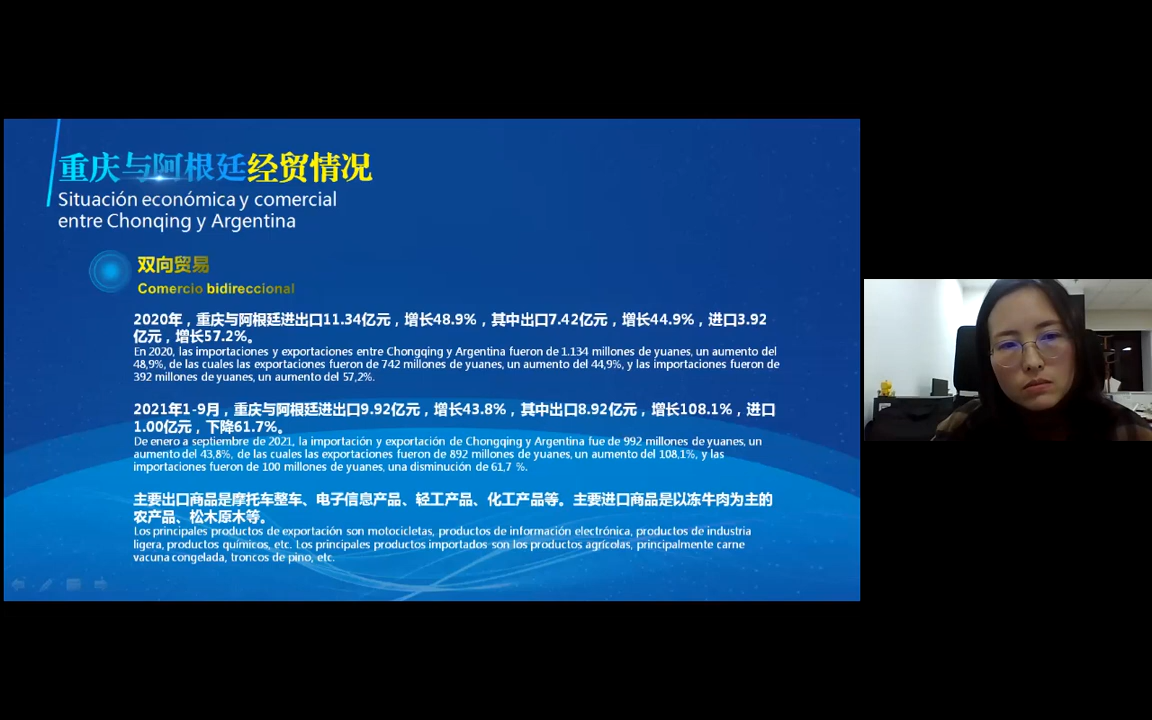 重庆与阿根廷经贸情况
Situación económica y comercial
entre Chonqing y Argentina
双向贸易
Comercio bidireccional
2020年，重庆与阿根廷进出口11.34亿元，增长48.9%，其中出口7.42亿元，增长44.9%，进口3.92
亿元，增长57.2%。
En 2020, las importaciones y exportaciones entre Chongqing y Argentina fueron de 1.134 millones de yuanes, un aumento del
48,9%, de las cuales las exportaciones fueron de 742 millones de yuanes, un aumento del 44,9%, y las importaciones fueron de
392 millones de yuanes, un aumento del 57,2%.
2021年1-9月，重庆与阿根廷进出口9.92亿元，增长43.8%，其中出口8.92亿元，增长108.1%，进口
1.00亿元，下降61.7%。
De enero a septiembre de 2021, la importación y exportación de Chongqing y Argentina fue de 992 millones de yuanes, un
aumento del 43,8%, de las cuales las exportaciones fueron de 892 millones de yuanes, un aumento del 108,1%, y las
importaciones fueron de 100 millones de yuanes, una disminución de 61,7 %.
主要出口商品是摩托车整车、电子信息产品、轻工产品、化工产品等。主要进口商品是以冻牛肉为主的
农产品、松木原木等。
Los principales productos de exportación son motocicletas, productos de información electrónica, productos de industria
ligera, productos químicos, etc. Los principales productos importados son los productos agrícolas, principalmente carne
vacuna congelada, troncos de pino, etc.